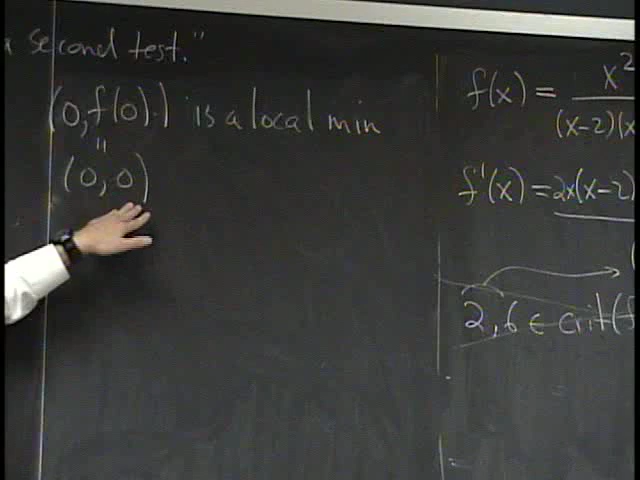 second test."
(0, f(0).) is a local min
"
(0, 0)
f(x) = x²
(x-2)(x
f'(x) = 2x(x-2)
(
2, 6 ∈ crit(f
=